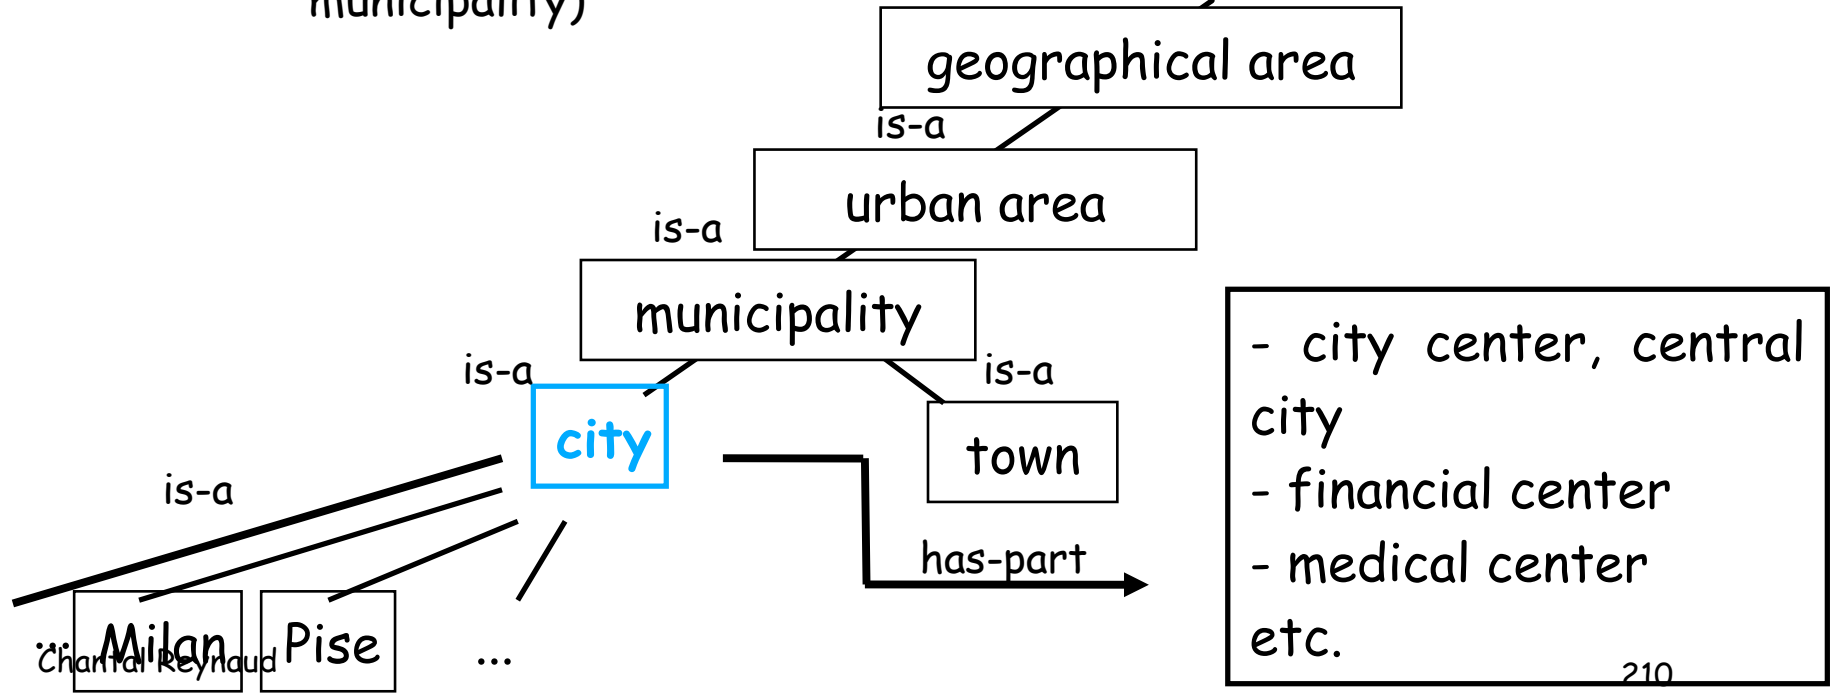 municipality)
geographical area
is-a
urban area
is-a
municipality
is-a
is-a
city
town
is-a
has-part
... Milan Pise ...
- city center, central
city
- financial center
- medical center
etc.
Chantal Reynaud
210